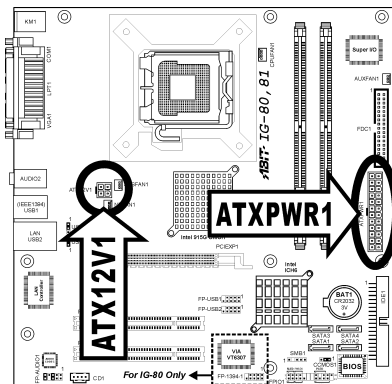 KM1
COM1
LPT1
VGA1
CPUFAN1
ABIT IG-80, 81
Super I/O
AUXFAN1
FDC1
AUDIO2
(IEEE1394)
USB1
LAN
USB2
ATX12V1
ATXPWR1
Intel 915G
PCIEXP1
LAN
Controller
FP-USB1
FP-USB2
Intel
ICH6
BAT1
CR2032
3V
IDE1
SATA3
SATA4
SATA1
SATA2
VIA
VT6307
SMB1
CCMOS1
BIOS
FP-AUDIO1
CD1
For IG-80 Only
FP-1394-1